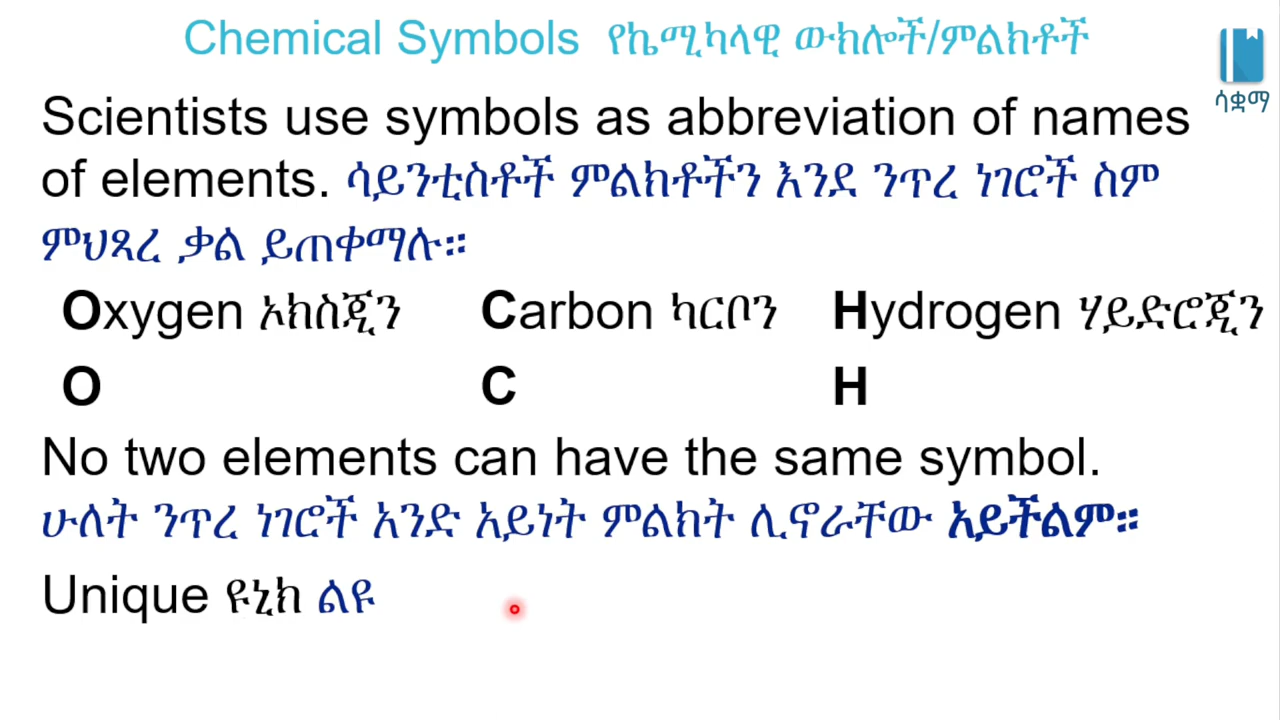 Chemical Symbols የኬሚካላዊ ውክሎች/ምልክቶች
ሳቋማ
Scientists use symbols as abbreviation of names
of elements. ሳይንቲስቶች ምልክቶችን እንደ ንጥረ ነገሮች ስም
ምህጻረ ቃል ይጠቀማሉ።
Oxygen ኦክስጂን Carbon ካርቦን Hydrogen ሃይድሮጂን
O C H
No two elements can have the same symbol.
ሁለት ንጥረ ነገሮች አንድ አይነት ምልክት ሊኖራቸው አይችልም።
Unique ዩኒክ ልዩ